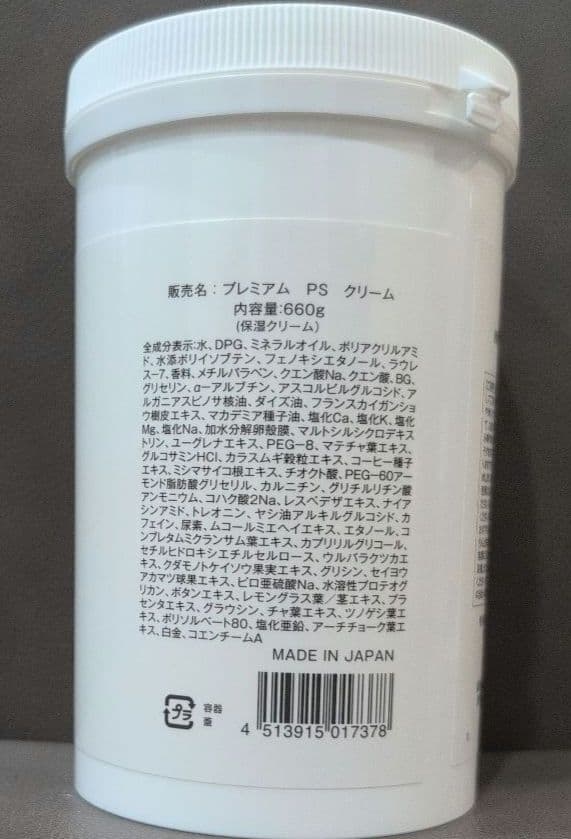 販売名：プレミアム　PS　クリーム
内容量:660g
(保湿クリーム)
全成分表示:水、DPG、ミネラルオイル、ポリアクリルアミ
ド、水添ポリイソブテン、フェノキシエタノール、ラウレ
ス-7、香料、メチルパラベン、クエン酸Na、クエン酸、BG、
グリセリン、α-アルブチン、アスコルビルグルコシド、ア
ルガニアスピノサ核油、ダイズ油、フランスカイガンショ
ウ樹皮エキス、マカデミア種子油、塩化Ca、塩化K、塩化
Mg、塩化Na、加水分解卵殻膜、マルトシルシクロデキス
トリン、ユーグレナエキス、PEG-8、マテチャ葉エキス、
グルコサミンHCl、カラスムギ穀粒エキス、コーヒー種子
エキス、ミシマサイコ根エキス、チオクト酸、PEG-60アー
モンド脂肪酸グリセリル、カルニチン、グリチルリチン酸
アンモニウム、コハク酸2Na、レスベデザエキス、ナイア
シンアミド、トレオニン、ヤシ油アルキルグルコシド、カ
フェイン、尿素、ムコールミエヘイエキス、エタノール、コ
ンブレタムミクランサム葉エキス、カプリリルグリコール、
セチルヒドロキシエチルセルロース、ウルバラクツカエ
キス、クダモノトケイソウ果実エキス、グリシン、セイヨウ
アカマツ球果エキス、ピロ亜硫酸Na、水溶性プロテオグ
リカン、ボタンエキス、レモングラス葉／茎エキス、プラ
センタエキス、グラウシン、チャ葉エキス、ツノゲシ葉エ
キス、ポリソルベート80、塩化亜鉛、アーチチョーク葉エ
キス、白金、コエンチームA
MADE IN JAPAN
プラ
容器
蓋
4 513915 017378